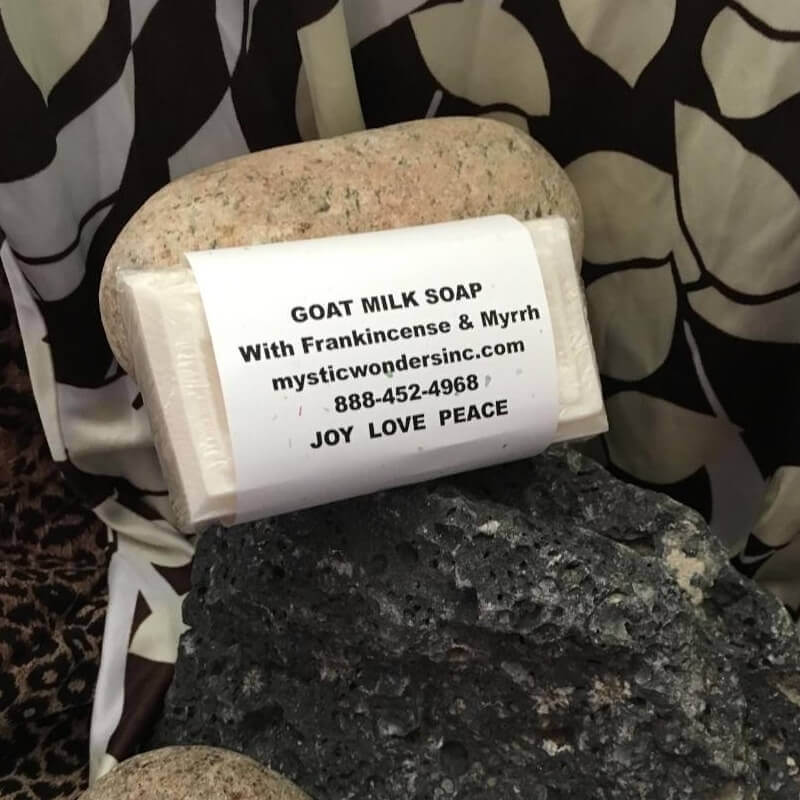 GOAT MILK SOAP
With Frankincense & Myrrh
mysticwondersinc.com
888-452-4968
JOY LOVE PEACE